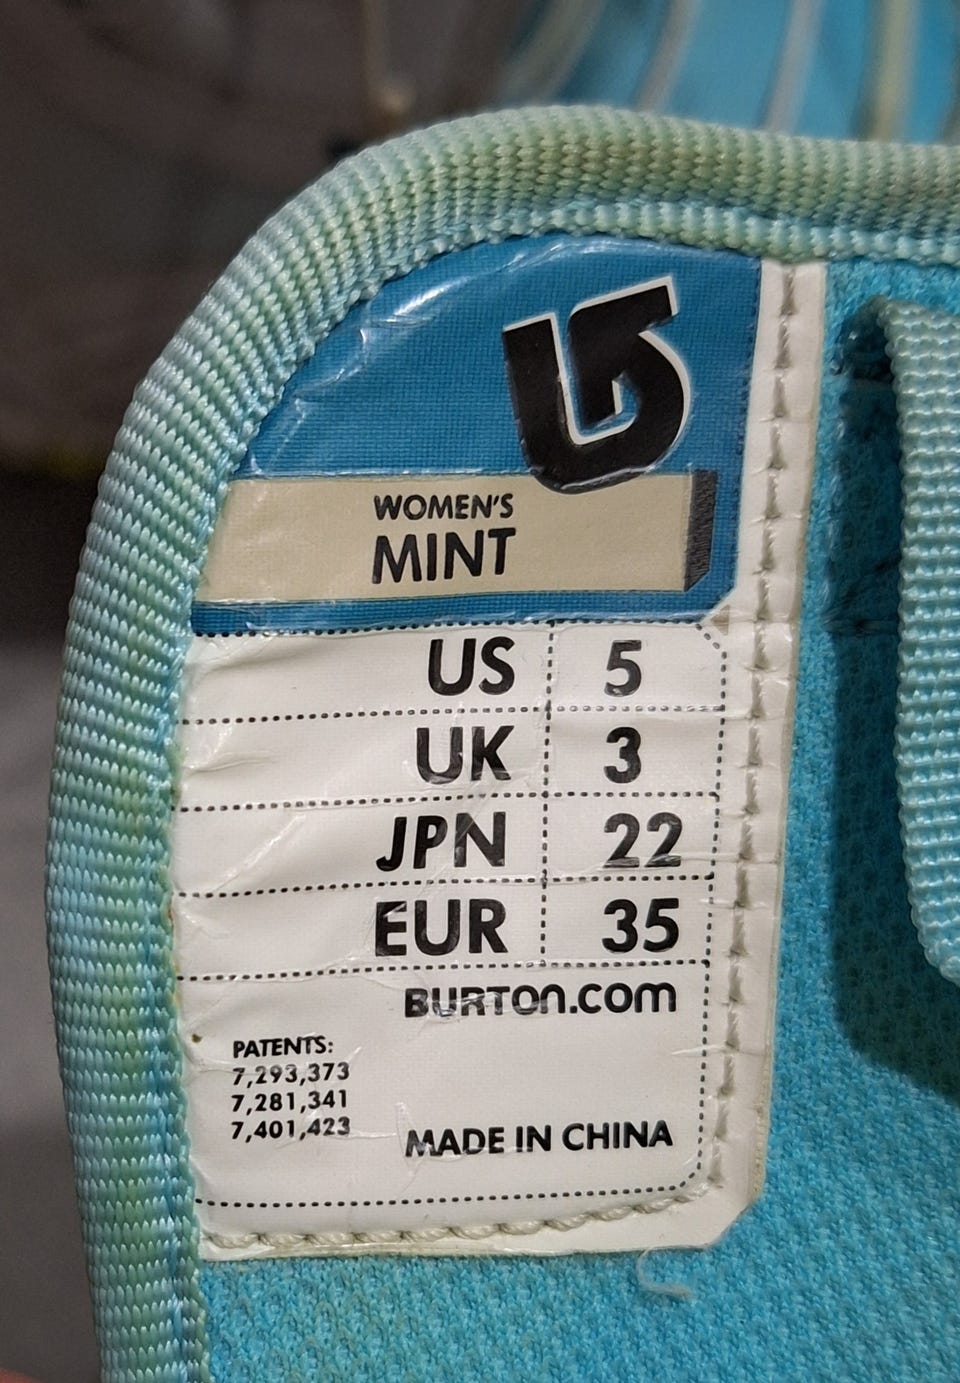 WOMEN'S
MINT
US 5
UK 3
JPN 22
EUR 35
BURTON.COM
PATENTS:
7,293,373
7,281,341
7,401,423
MADE IN CHINA